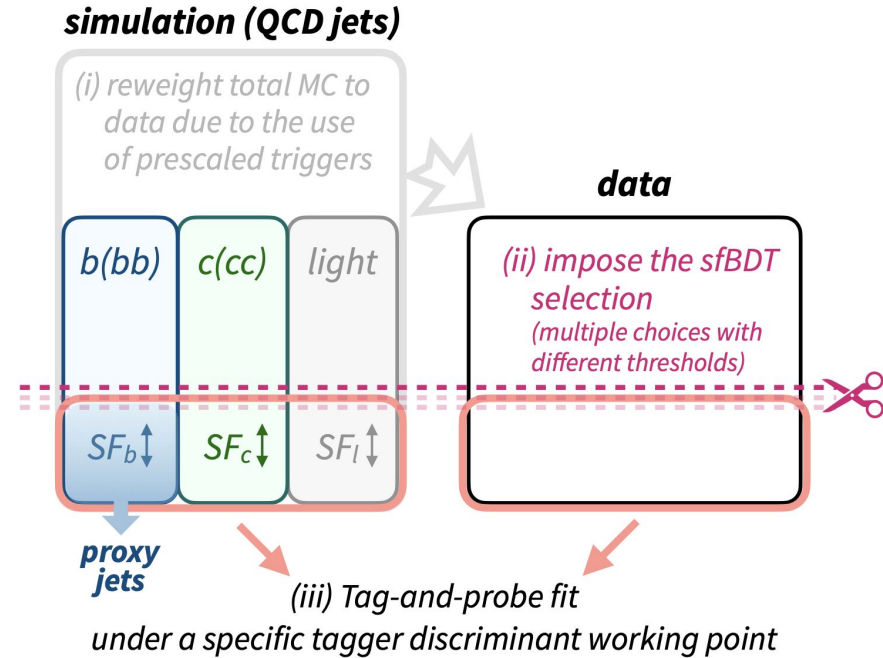 simulation (QCD jets)
(i) reweight total MC to
data due to the use
of prescaled triggers
data
b(bb)
c(cc)
light
(ii) impose the sfBDT
selection
(multiple choices with
different thresholds)
SFb
SFc
SFl
proxy
jets
(iii) Tag-and-probe fit
under a specific tagger discriminant working point